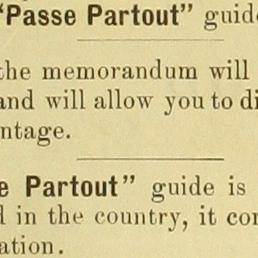 "Passe Partout" guide
the memorandum will
and will allow you to di
ntage.
e Partout" guide is
d in the country, it con
ation.